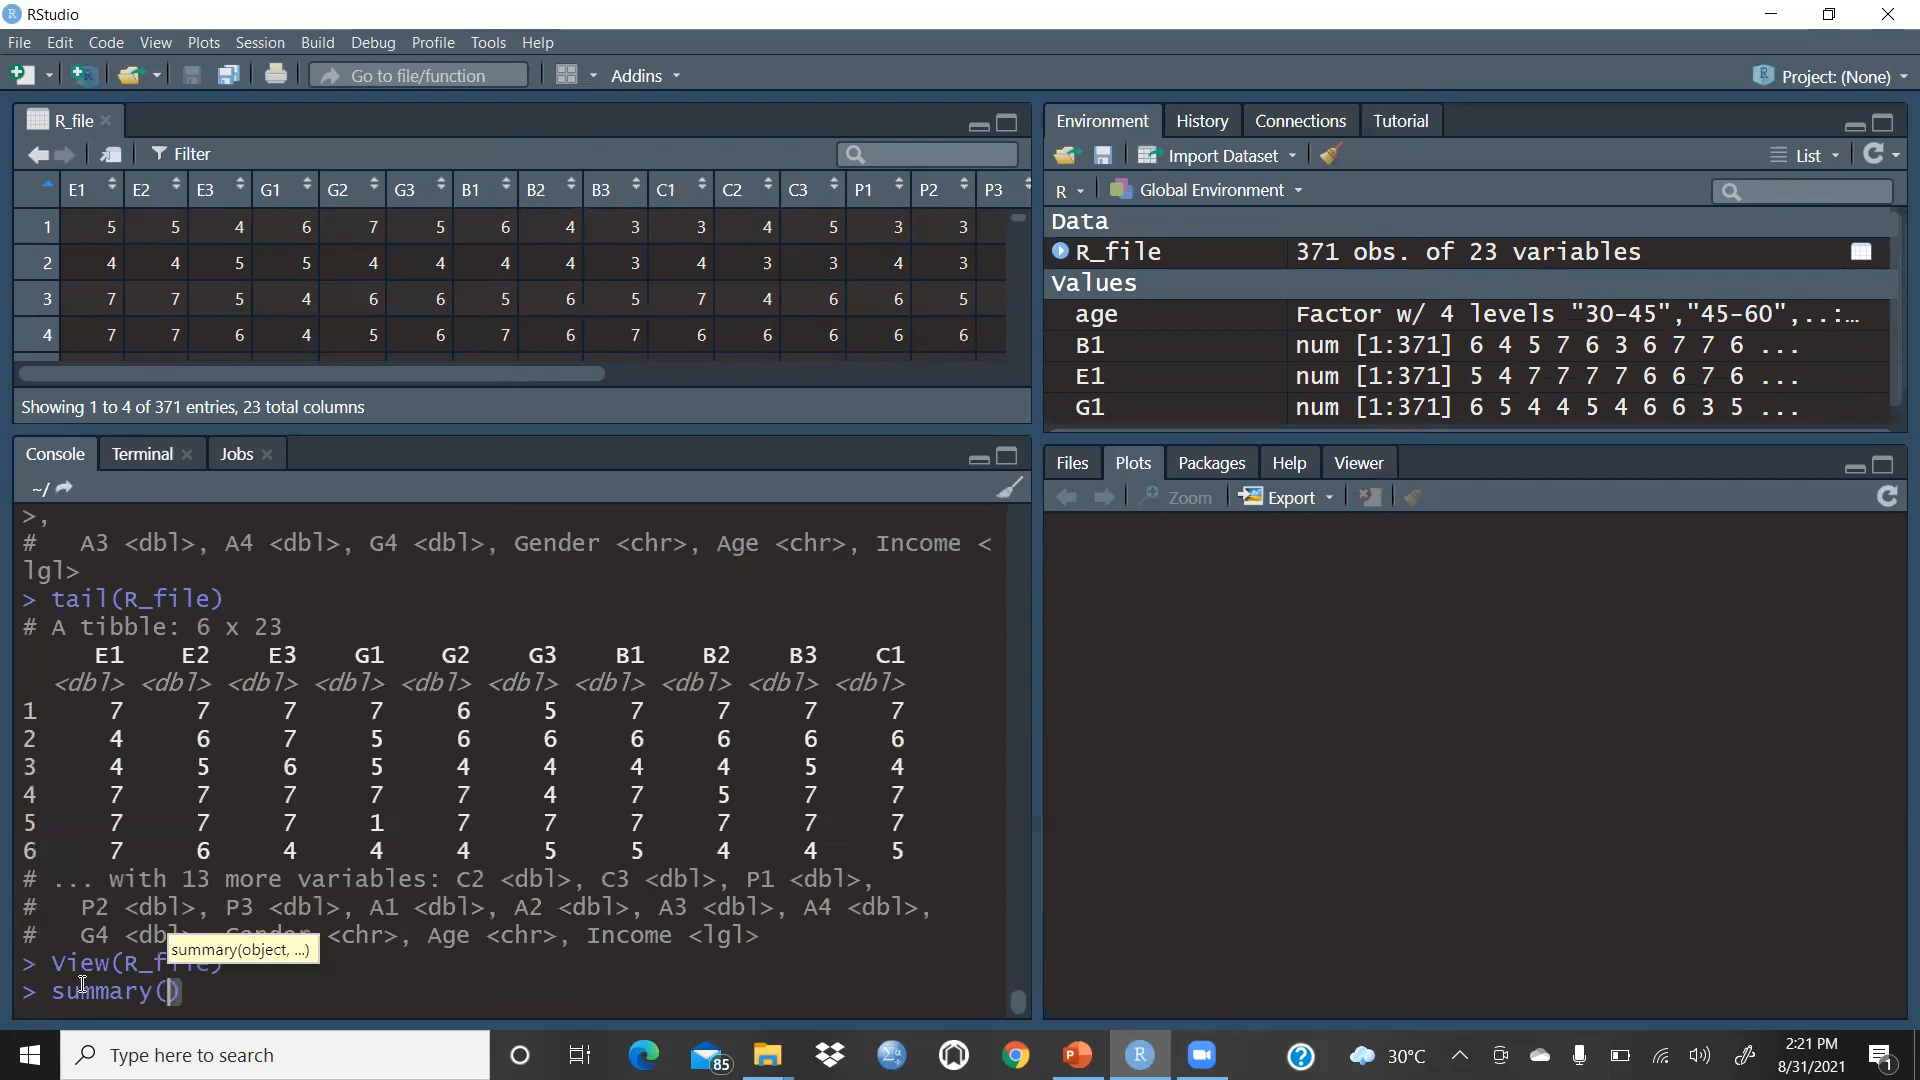 RStudio
File Edit Code View Plots Session Build Debug Profile Tools Help
Go to file/function Addins Project: (None)
R_file
Filter
E1 E2 E3 G1 G2 G3 B1 B2 B3 C1 C2 C3 P1 P2 P3
1 5 5 4 6 7 5 6 4 3 3 4 5 3 3
2 4 4 5 5 4 4 4 4 3 4 3 3 4 3
3 7 7 5 4 6 6 5 6 5 7 4 6 6 5
4 7 7 6 4 5 6 7 6 7 6 6 6 6 6
Showing 1 to 4 of 371 entries, 23 total columns
Console Terminal Jobs
~/
>,
# A3 <dbl>, A4 <dbl>, G4 <dbl>, Gender <chr>, Age <chr>, Income <
lgl>
> tail(R_file)
# A tibble: 6 x 23
E1 E2 E3 G1 G2 G3 B1 B2 B3 C1
<dbl> <dbl> <dbl> <dbl> <dbl> <dbl> <dbl> <dbl> <dbl> <dbl>
1 7 7 7 7 6 5 7 7 7 7
2 4 6 7 5 6 6 6 6 6 6
3 4 5 6 5 4 4 4 4 5 4
4 7 7 7 7 7 4 7 5 7 7
5 7 7 7 1 7 7 7 7 7 7
6 7 6 4 4 4 5 5 4 4 5
# ... with 13 more variables: C2 <dbl>, C3 <dbl>, P1 <dbl>,
# P2 <dbl>, P3 <dbl>, A1 <dbl>, A2 <dbl>, A3 <dbl>, A4 <dbl>,
# G4 <dbl>, Gender <chr>, Age <chr>, Income <lgl>
summary(object, ...)
> View(R_file)
> summary()
Environment History Connections Tutorial
Import Dataset List
R Global Environment
Data
R_file 371 obs. of 23 variables
Values
age Factor w/ 4 levels "30-45","45-60",..:…
B1 num [1:371] 6 4 5 7 6 3 6 7 7 6 ...
E1 num [1:371] 5 4 7 7 7 7 6 6 7 6 ...
G1 num [1:371] 6 5 4 4 5 4 6 6 3 5 ...
Files Plots Packages Help Viewer
Zoom Export
Type here to search
85
30°C
2:21 PM
8/31/2021
1